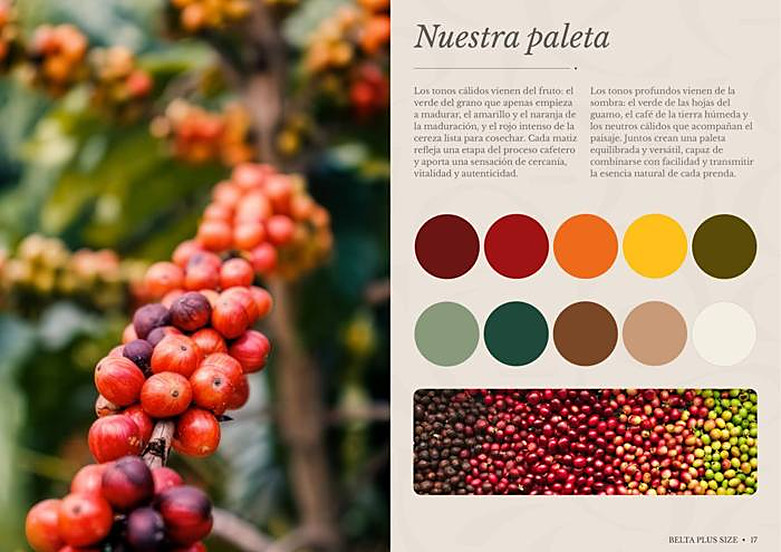 Nuestra paleta
Los tonos cálidos vienen del fruto: el
verde del grano que apenas empieza
a madurar, el amarillo y el naranja de
la maduración, y el rojo intenso de la
cereza lista para cosechar. Cada matiz
refleja una etapa del proceso cafetero
y aporta una sensación de cercanía,
vitalidad y autenticidad.
Los tonos profundos vienen de la
sombra: el verde de las hojas del
guamo, el café de la tierra húmeda y
los neutros cálidos que acompañan el
paisaje. Juntos crean una paleta
equilibrada y versátil, capaz de
combinarse con facilidad y transmitir
la esencia natural de cada prenda.
BELTA PLUS SIZE • 17